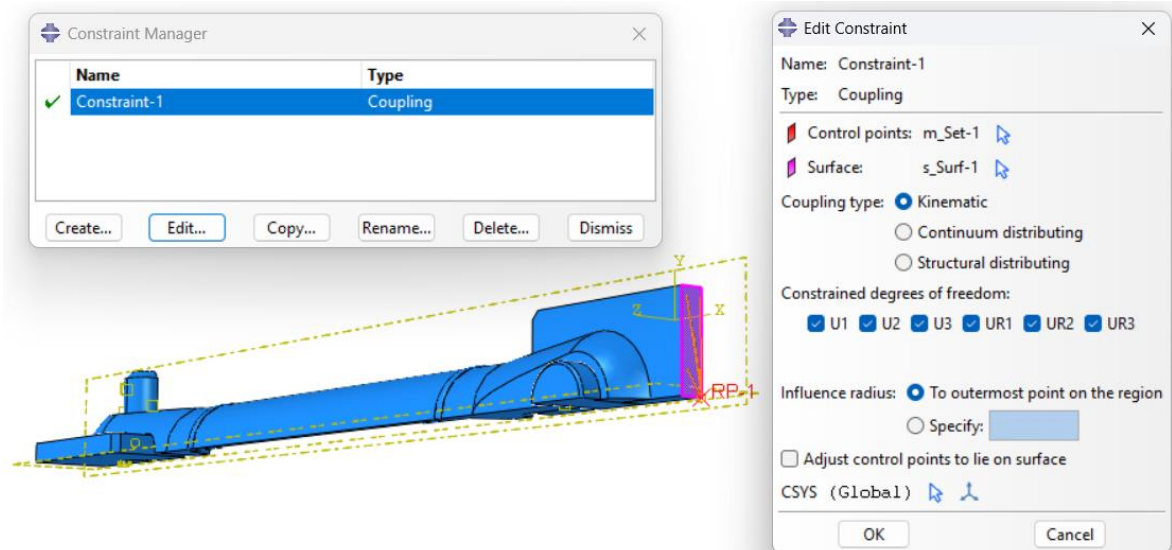 Constraint Manager
Name Type
Constraint-1 Coupling
Create... Edit... Copy... Rename... Delete... Dismiss
Y
Z X
RP-1
Edit Constraint
Name: Constraint-1
Type: Coupling
Control points: m_Set-1
Surface: s_Surf-1
Coupling type: Kinematic
Continuum distributing
Structural distributing
Constrained degrees of freedom:
U1 U2 U3 UR1 UR2 UR3
Influence radius: To outermost point on the region
Specify:
Adjust control points to lie on surface
CSYS (Global)
OK Cancel